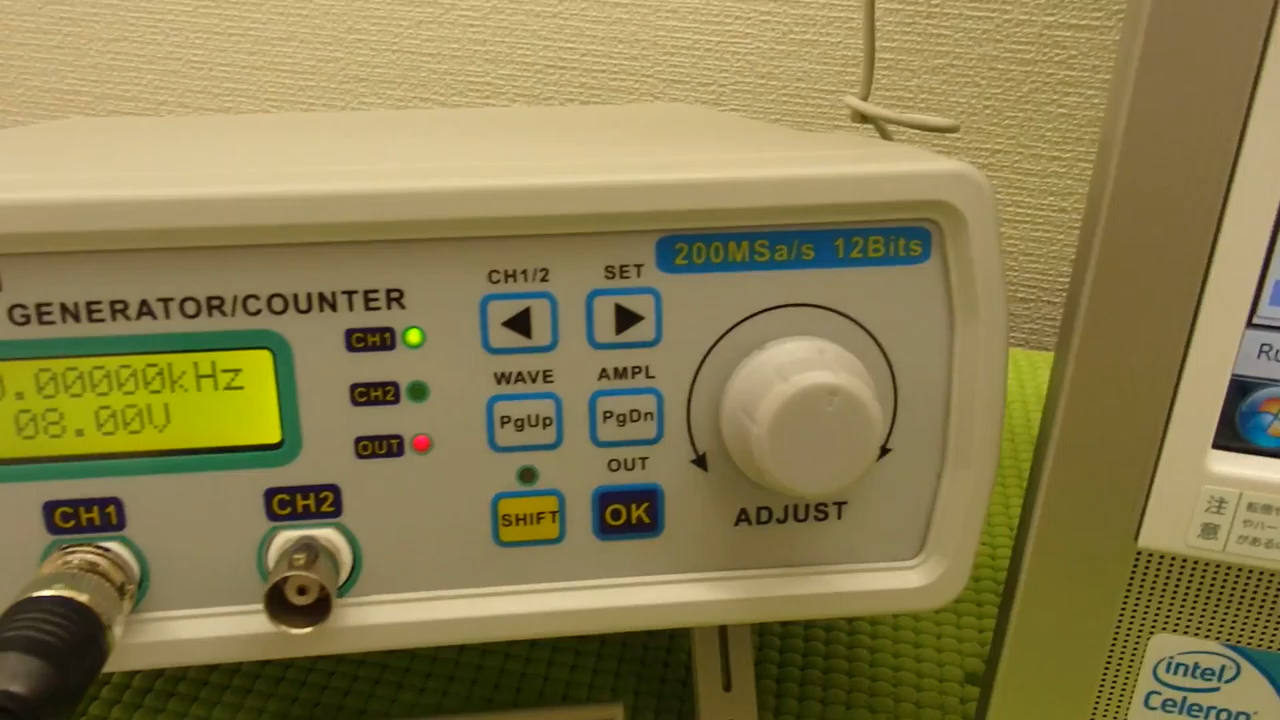 200MSa/s 12Bits
GENERATOR/COUNTER
CH1/2
SET
.00000kHz
08.00V
CH1
CH2
OUT
WAVE
AMPL
PgUp
PgDn
OUT
SHIFT
OK
ADJUST
CH1
CH2
注意
intel
Celeron